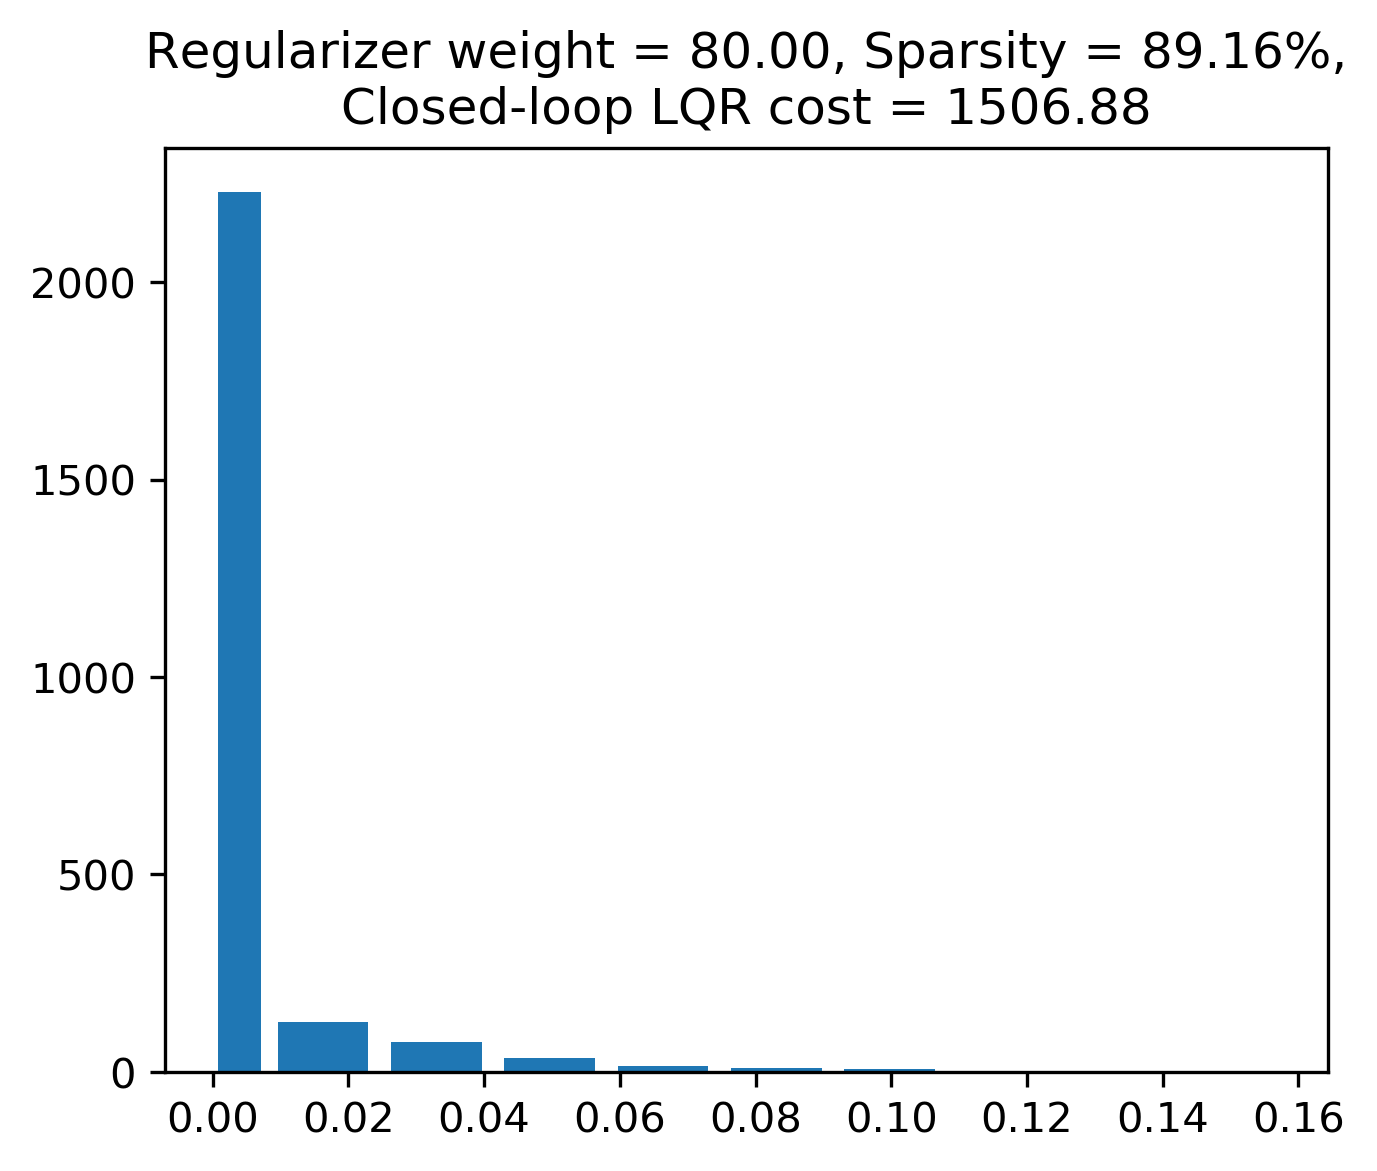 Regularizer weight = 80.00, Sparsity = 89.16%,
Closed-loop LQR cost = 1506.88
2000
1500
1000
500
0
0.00 0.02 0.04 0.06 0.08 0.10 0.12 0.14 0.16